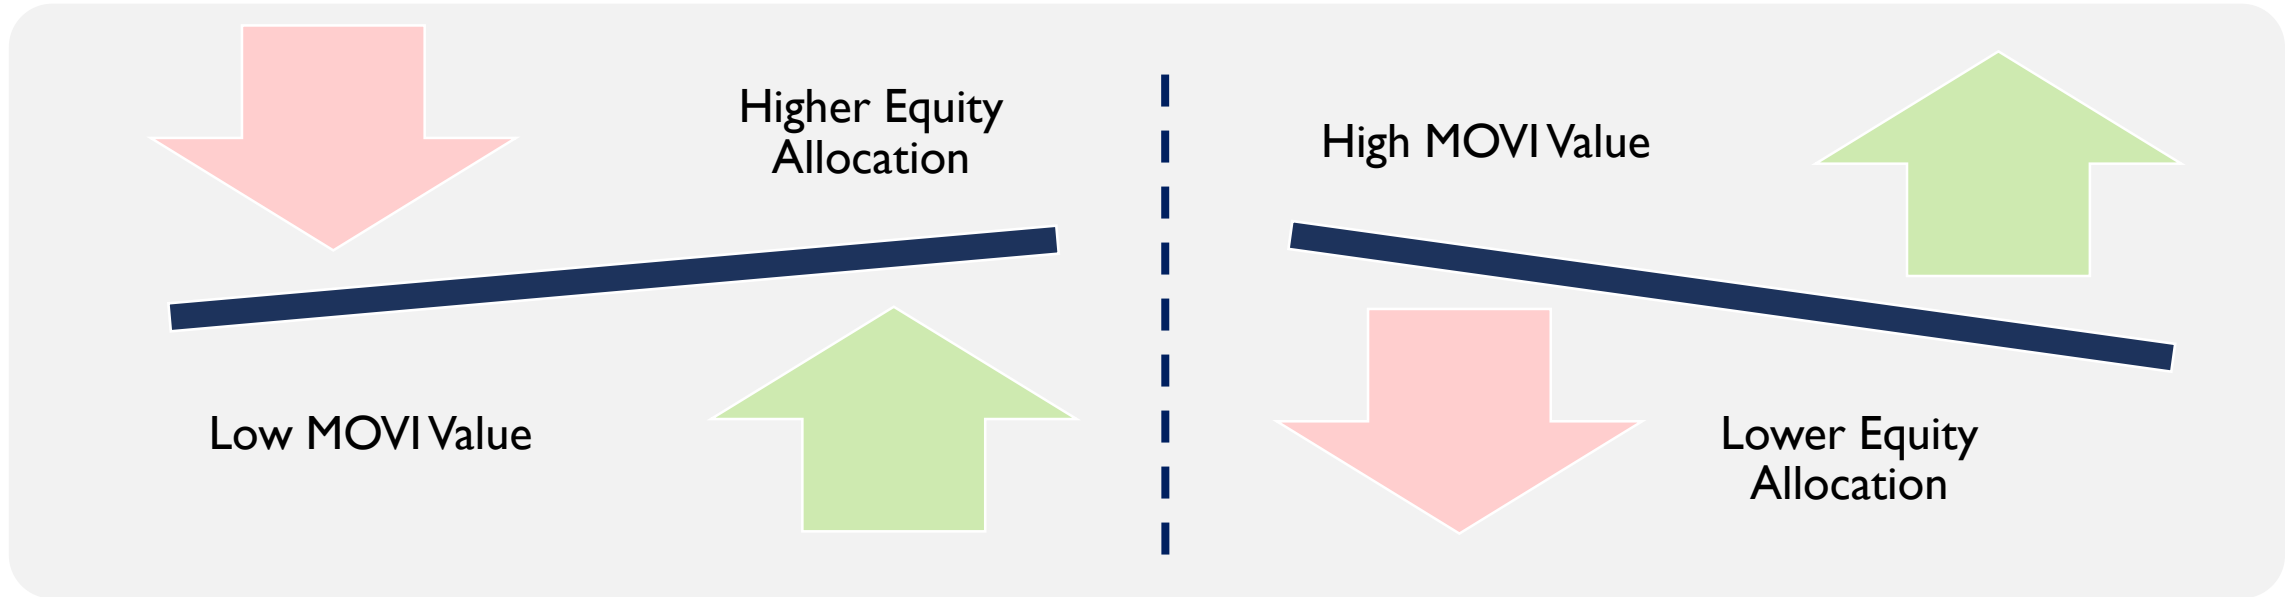 Higher Equity
Allocation
Low MOVI Value
High MOVI Value
Lower Equity
Allocation